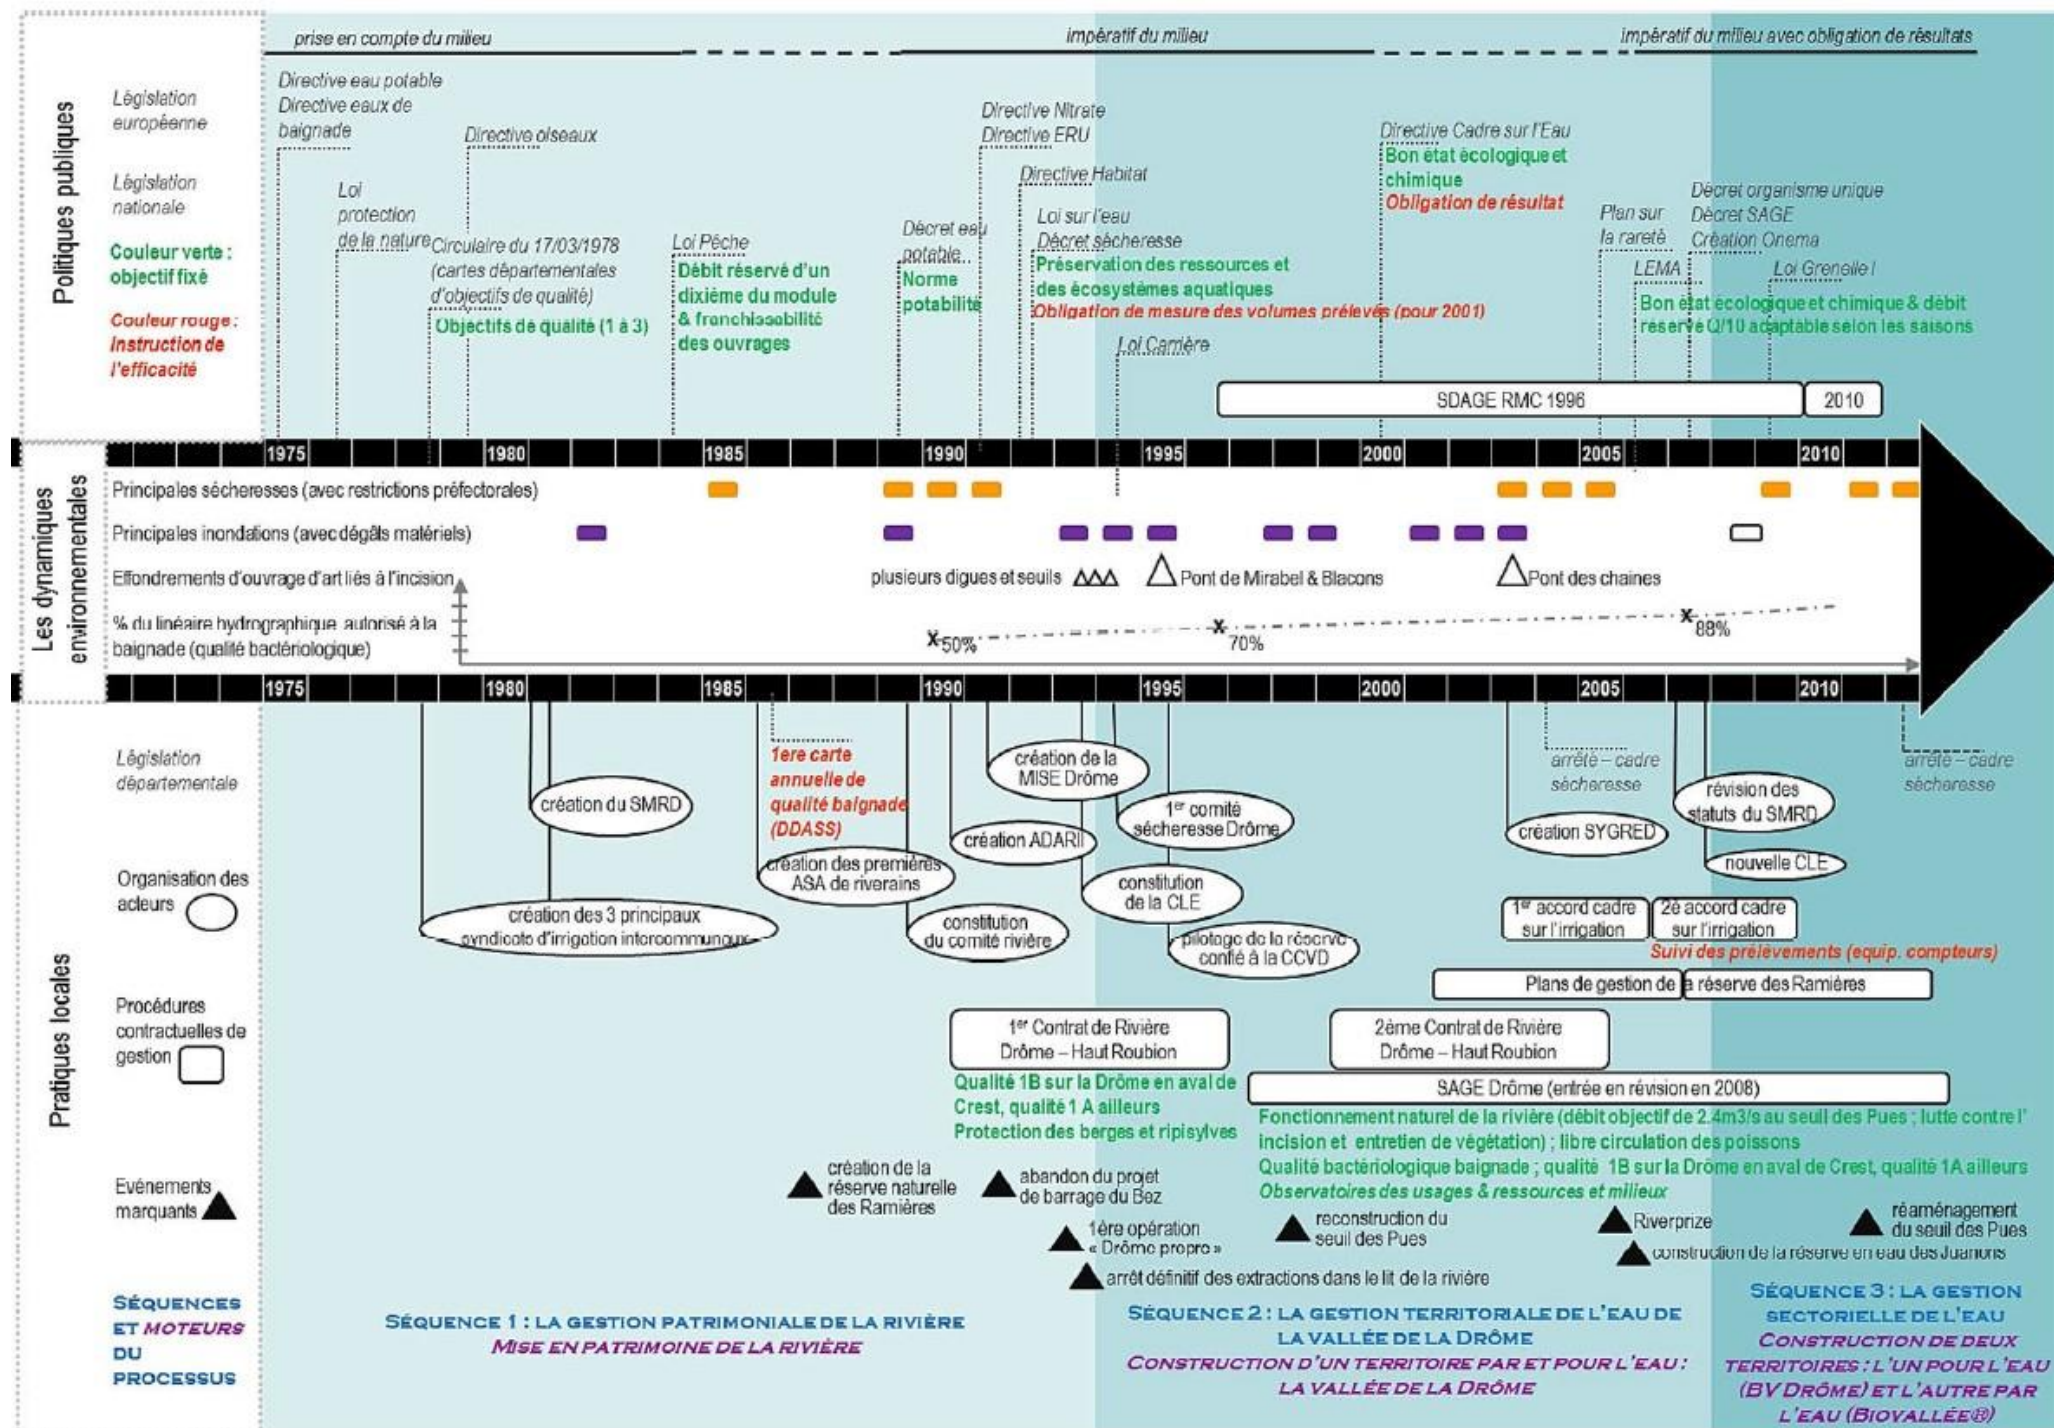 prise en compte du milieu
impératif du milieu
impératif du milieu avec obligation de résultats
Politiques publiques
Législation
européenne
Législation
nationale
Couleur verte :
objectif fixé
Couleur rouge :
Instruction de
l'efficacité
Directive eau potable
Directive eaux de
baignade
Loi
protection
de la nature
Directive oiseaux
Circulaire du 17/03/1978
(cartes départementales
d'objectifs de qualité)
Objectifs de qualité (1 à 3)
Loi Pêche
Débit réservé d'un
dixième du module
& franchissabilité
des ouvrages
Décret eau
potable
Norme
potabilité
Directive Nitrate
Directive ERU
Directive Habitat
Loi sur l'eau
Décret sécheresse
Préservation des ressources et
des écosystèmes aquatiques
Obligation de mesure des volumes prélevés (pour 2001)
Loi Carrière
Directive Cadre sur l'Eau
Bon état écologique et
chimique
Obligation de résultat
Plan sur
la rareté
Décret organisme unique
Décret SAGE
Création Onema
LEMA
Loi Grenelle I
Bon état écologique et chimique & débit
réservé Q/10 adaptable selon les saisons
SDAGE RMC 1996
2010
1975
1980
1985
1990
1995
2000
2005
2010
Les dynamiques
environnementales
Principales sécheresses (avec restrictions préfectorales)
Principales inondations (avec dégâts matériels)
Effondrements d'ouvrage d'art liés à l'incision
plusieurs digues et seuils
Pont de Mirabel & Blacons
Pont des chaines
% du linéaire hydrographique autorisé à la
baignade (qualité bactériologique)
x 50%
x 70%
x 88%
1975
1980
1985
1990
1995
2000
2005
2010
Pratiques locales
Législation
départementale
Organisation des
acteurs
Procédures
contractuelles de
gestion
Evénements
marquants
création du SMRD
création des 3 principaux
syndicats d'irrigation intercommunaux
1ere carte
annuelle de
qualité baignade
(DDASS)
création des premières
ASA de riverains
constitution
du comité rivière
création ADARII
création de la
MISE Drôme
1er comité
sécheresse Drôme
constitution
de la CLE
pilotage de la réserve
confié à la CCVD
arrêté – cadre
sécheresse
création SYGRED
révision des
statuts du SMRD
nouvelle CLE
arrêté – cadre
sécheresse
1er accord cadre
sur l'irrigation
2è accord cadre
sur l'irrigation
Suivi des prélèvements (equip. compteurs)
Plans de gestion de la réserve des Ramières
1er Contrat de Rivière
Drôme – Haut Roubion
2ème Contrat de Rivière
Drôme – Haut Roubion
SAGE Drôme (entrée en révision en 2008)
Qualité 1B sur la Drôme en aval de
Crest, qualité 1 A ailleurs
Protection des berges et ripisylves
Fonctionnement naturel de la rivière (débit objectif de 2.4m3/s au seuil des Pues ; lutte contre l'
incision et entretien de végétation) ; libre circulation des poissons
Qualité bactériologique baignade ; qualité 1B sur la Drôme en aval de Crest, qualité 1A ailleurs
Observatoires des usages & ressources et milieux
création de la
réserve naturelle
des Ramières
abandon du projet
de barrage du Bez
1ère opération
« Drôme propre »
arrêt définitif des extractions dans le lit de la rivière
reconstruction du
seuil des Pues
Riverprize
construction de la réserve en eau des Juanons
réaménagement
du seuil des Pues
SÉQUENCES
ET MOTEURS
DU
PROCESSUS
SÉQUENCE 1 : LA GESTION PATRIMONIALE DE LA RIVIÈRE
MISE EN PATRIMOINE DE LA RIVIÈRE
SÉQUENCE 2 : LA GESTION TERRITORIALE DE L'EAU DE
LA VALLÉE DE LA DRÔME
CONSTRUCTION D'UN TERRITOIRE PAR ET POUR L'EAU :
LA VALLÉE DE LA DRÔME
SÉQUENCE 3 : LA GESTION
SECTORIELLE DE L'EAU
CONSTRUCTION DE DEUX
TERRITOIRES : L'UN POUR L'EAU
(BV DRÔME) ET L'AUTRE PAR
L'EAU (BIOVALLÉE®)